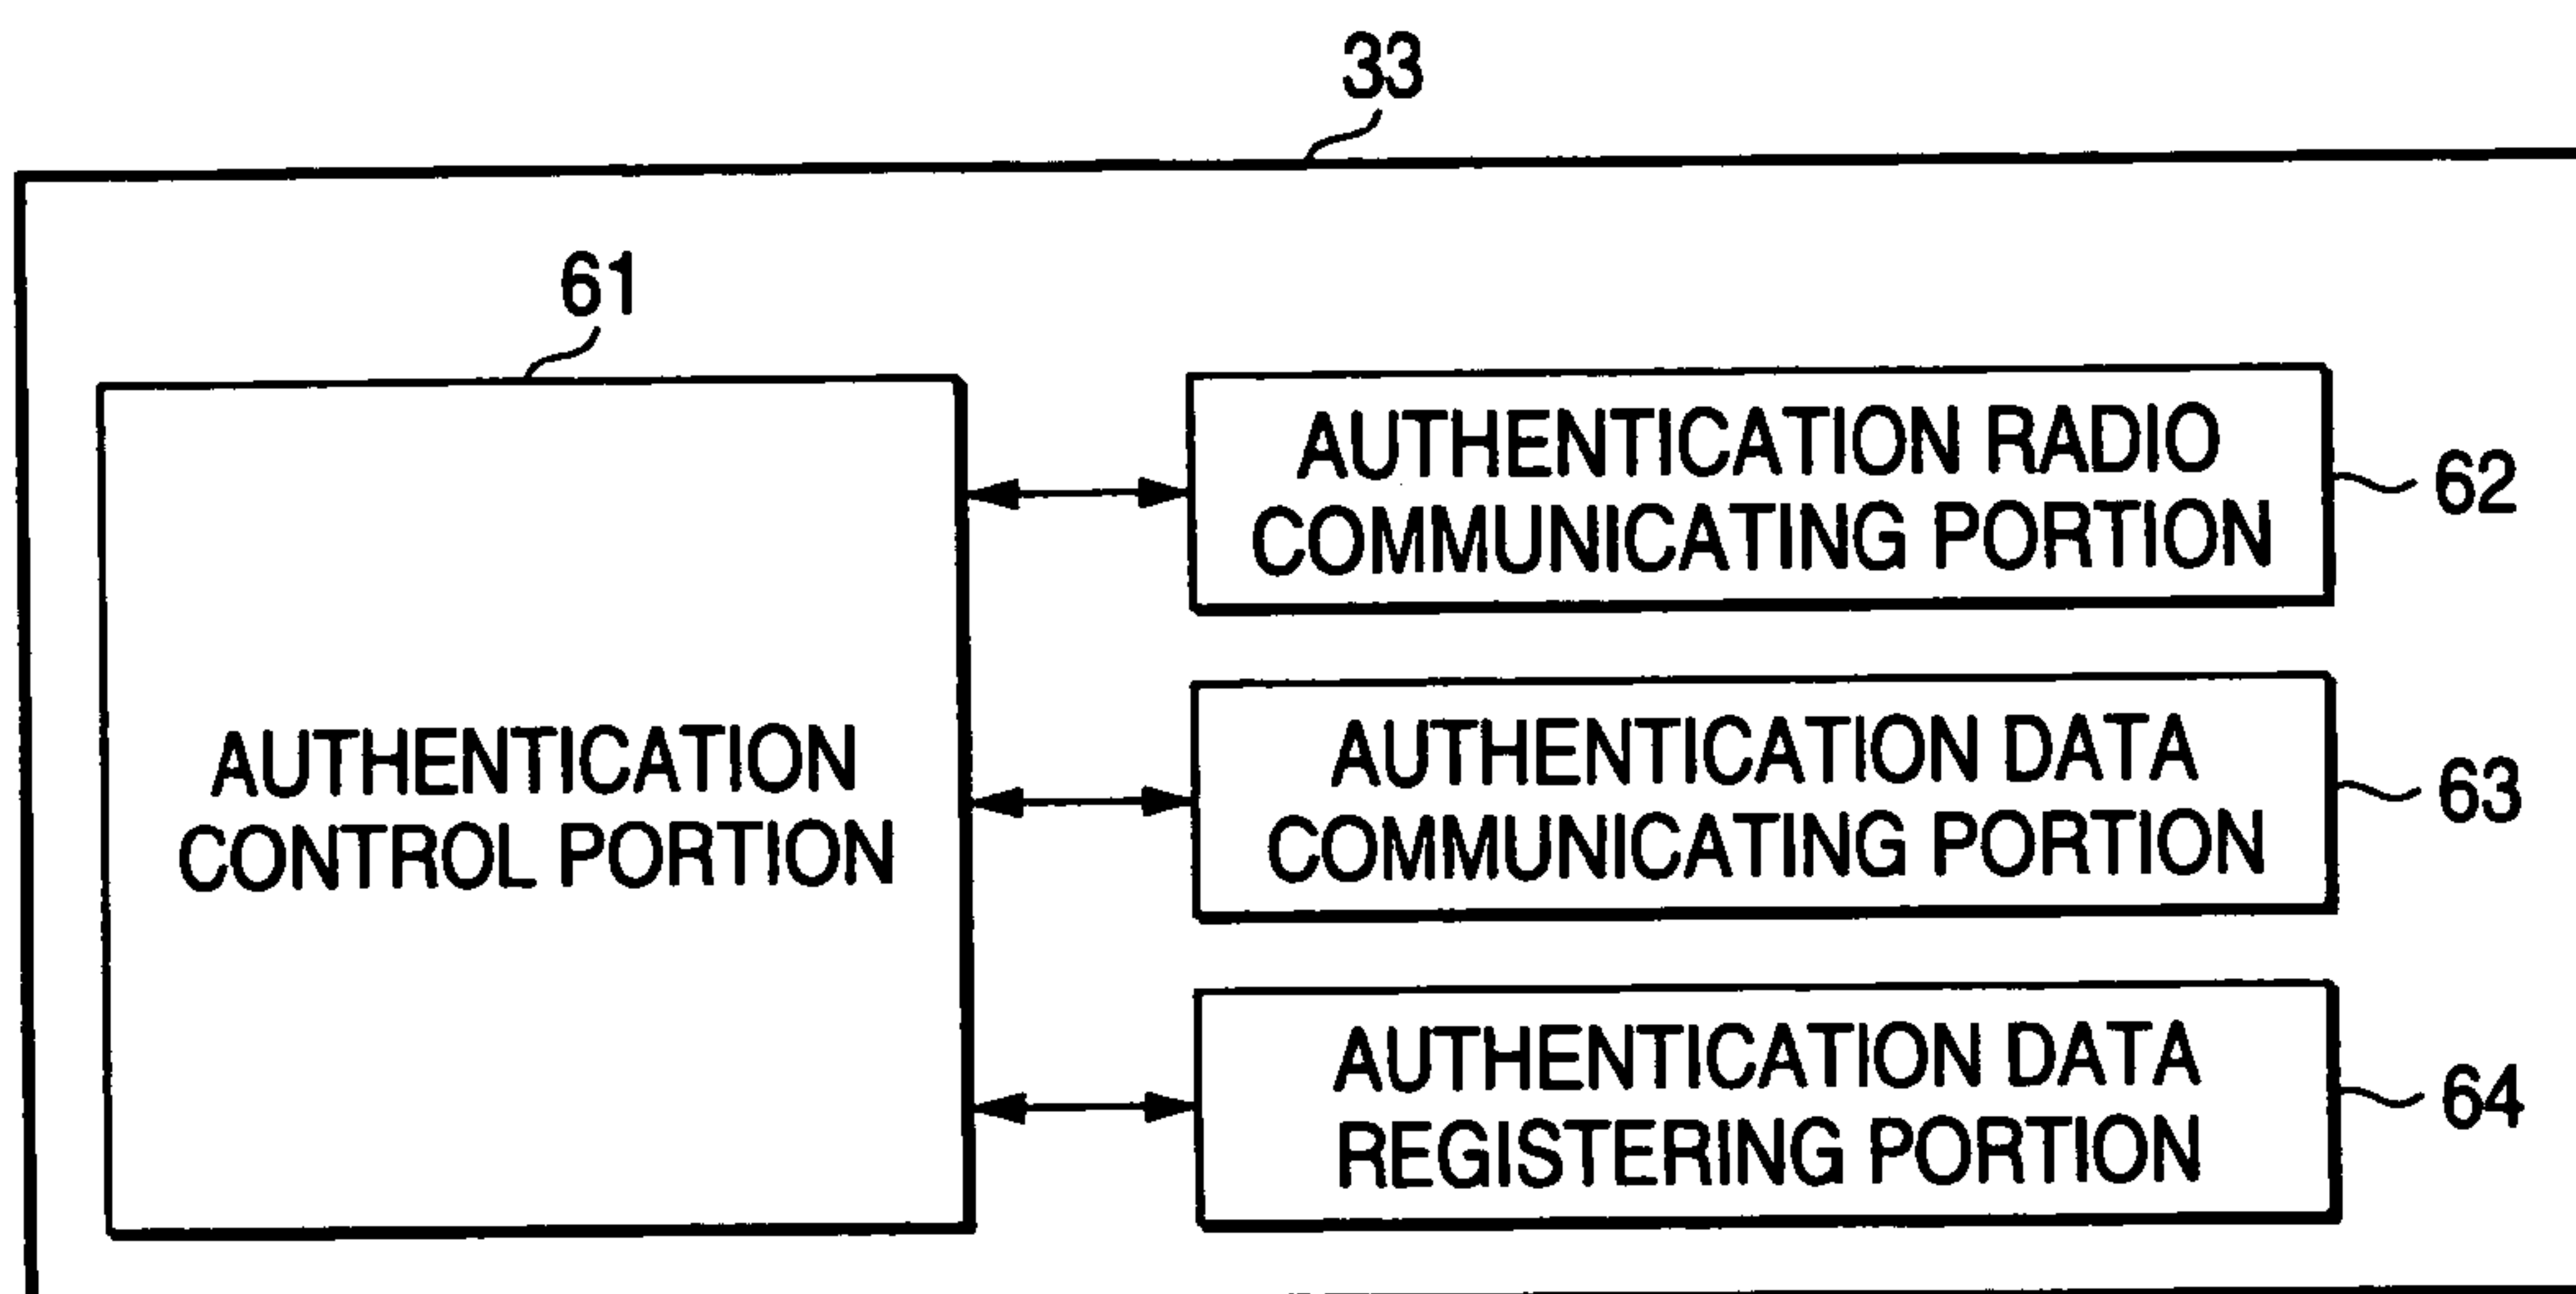 33
61
AUTHENTICATION
CONTROL PORTION
AUTHENTICATION RADIO
COMMUNICATING PORTION
62
AUTHENTICATION DATA
COMMUNICATING PORTION
63
AUTHENTICATION DATA
REGISTERING PORTION
64